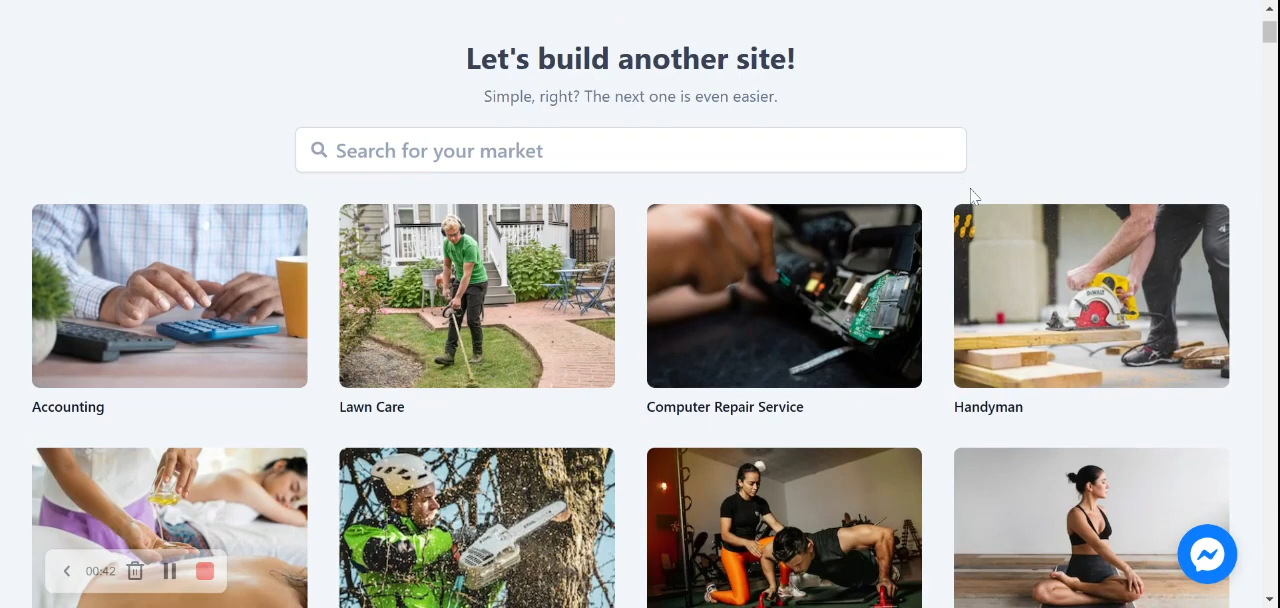 Let's build another site!
Simple, right? The next one is even easier.
Search for your market
DEWALT
Accounting
Lawn Care
Computer Repair Service
Handyman
00:42